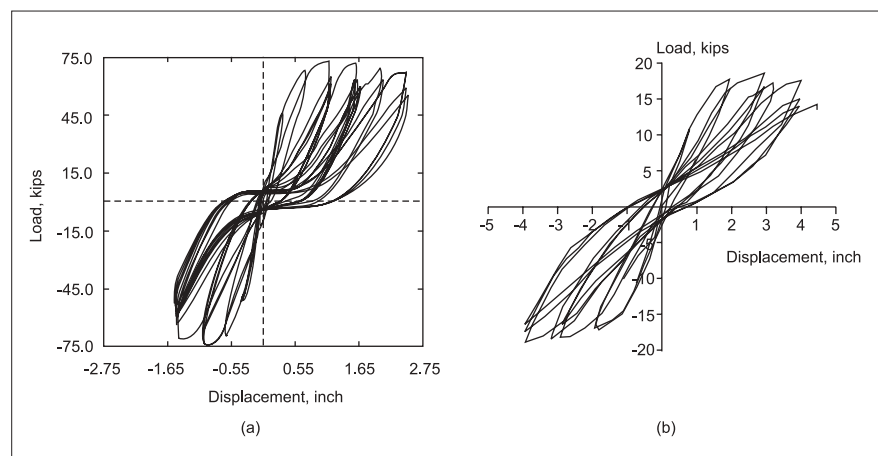 75.0
45.0
15.0
-15.0
-45.0
-75.0
Load, kips
-2.75 -1.65 -0.55 0.55 1.65 2.75
Displacement, inch
(a)
Load, kips
20
15
10
5
-5 -4 -3 -2 -1 1 2 3 4 5
-5
Displacement, inch
-10
-15
-20
(b)